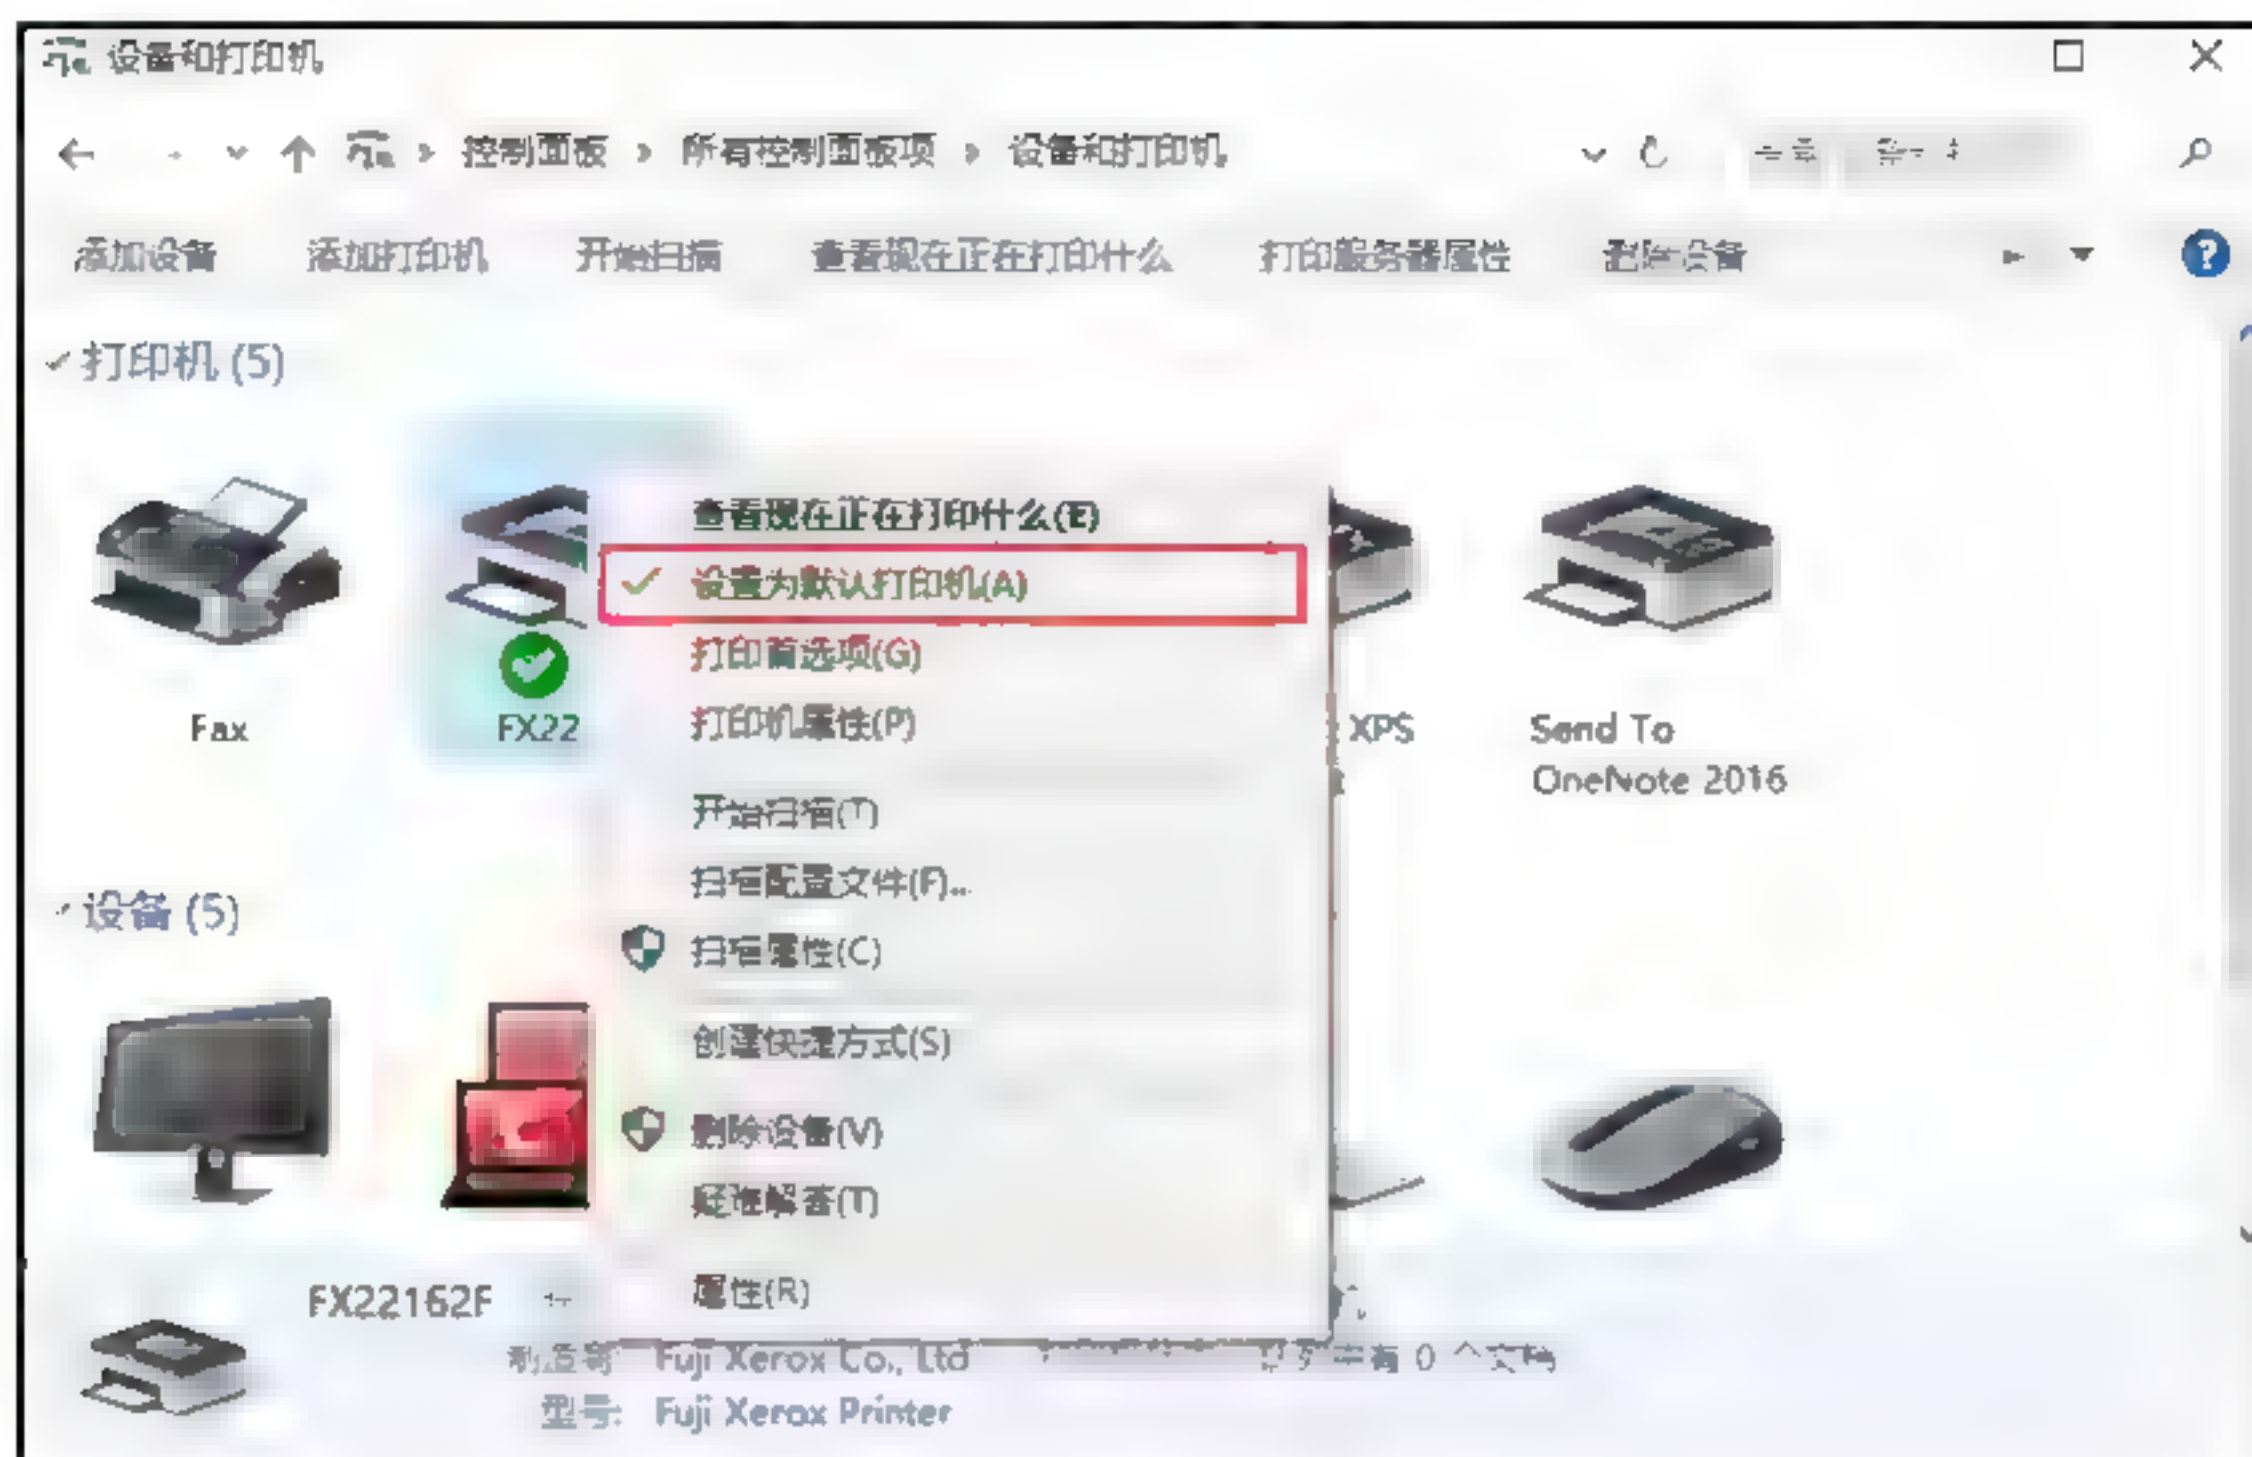 设备和打印机
控制面板 › 所有控制面板项 › 设备和打印机
添加设备 添加打印机 开始扫描 查看现在正在打印什么 打印服务器属性 删除设备
打印机 (5)
查看现在正在打印什么(E)
设置为默认打印机(A)
打印首选项(G)
打印机属性(P)
开始扫描(T)
扫描配置文件(F)...
扫描属性(C)
创建快捷方式(S)
删除设备(V)
疑难解答(T)
属性(R)
Fax
FX22
XPS
Send To
OneNote 2016
设备 (5)
FX22162F
制造商: Fuji Xerox Co., Ltd
中有 0 个文档
型号: Fuji Xerox Printer